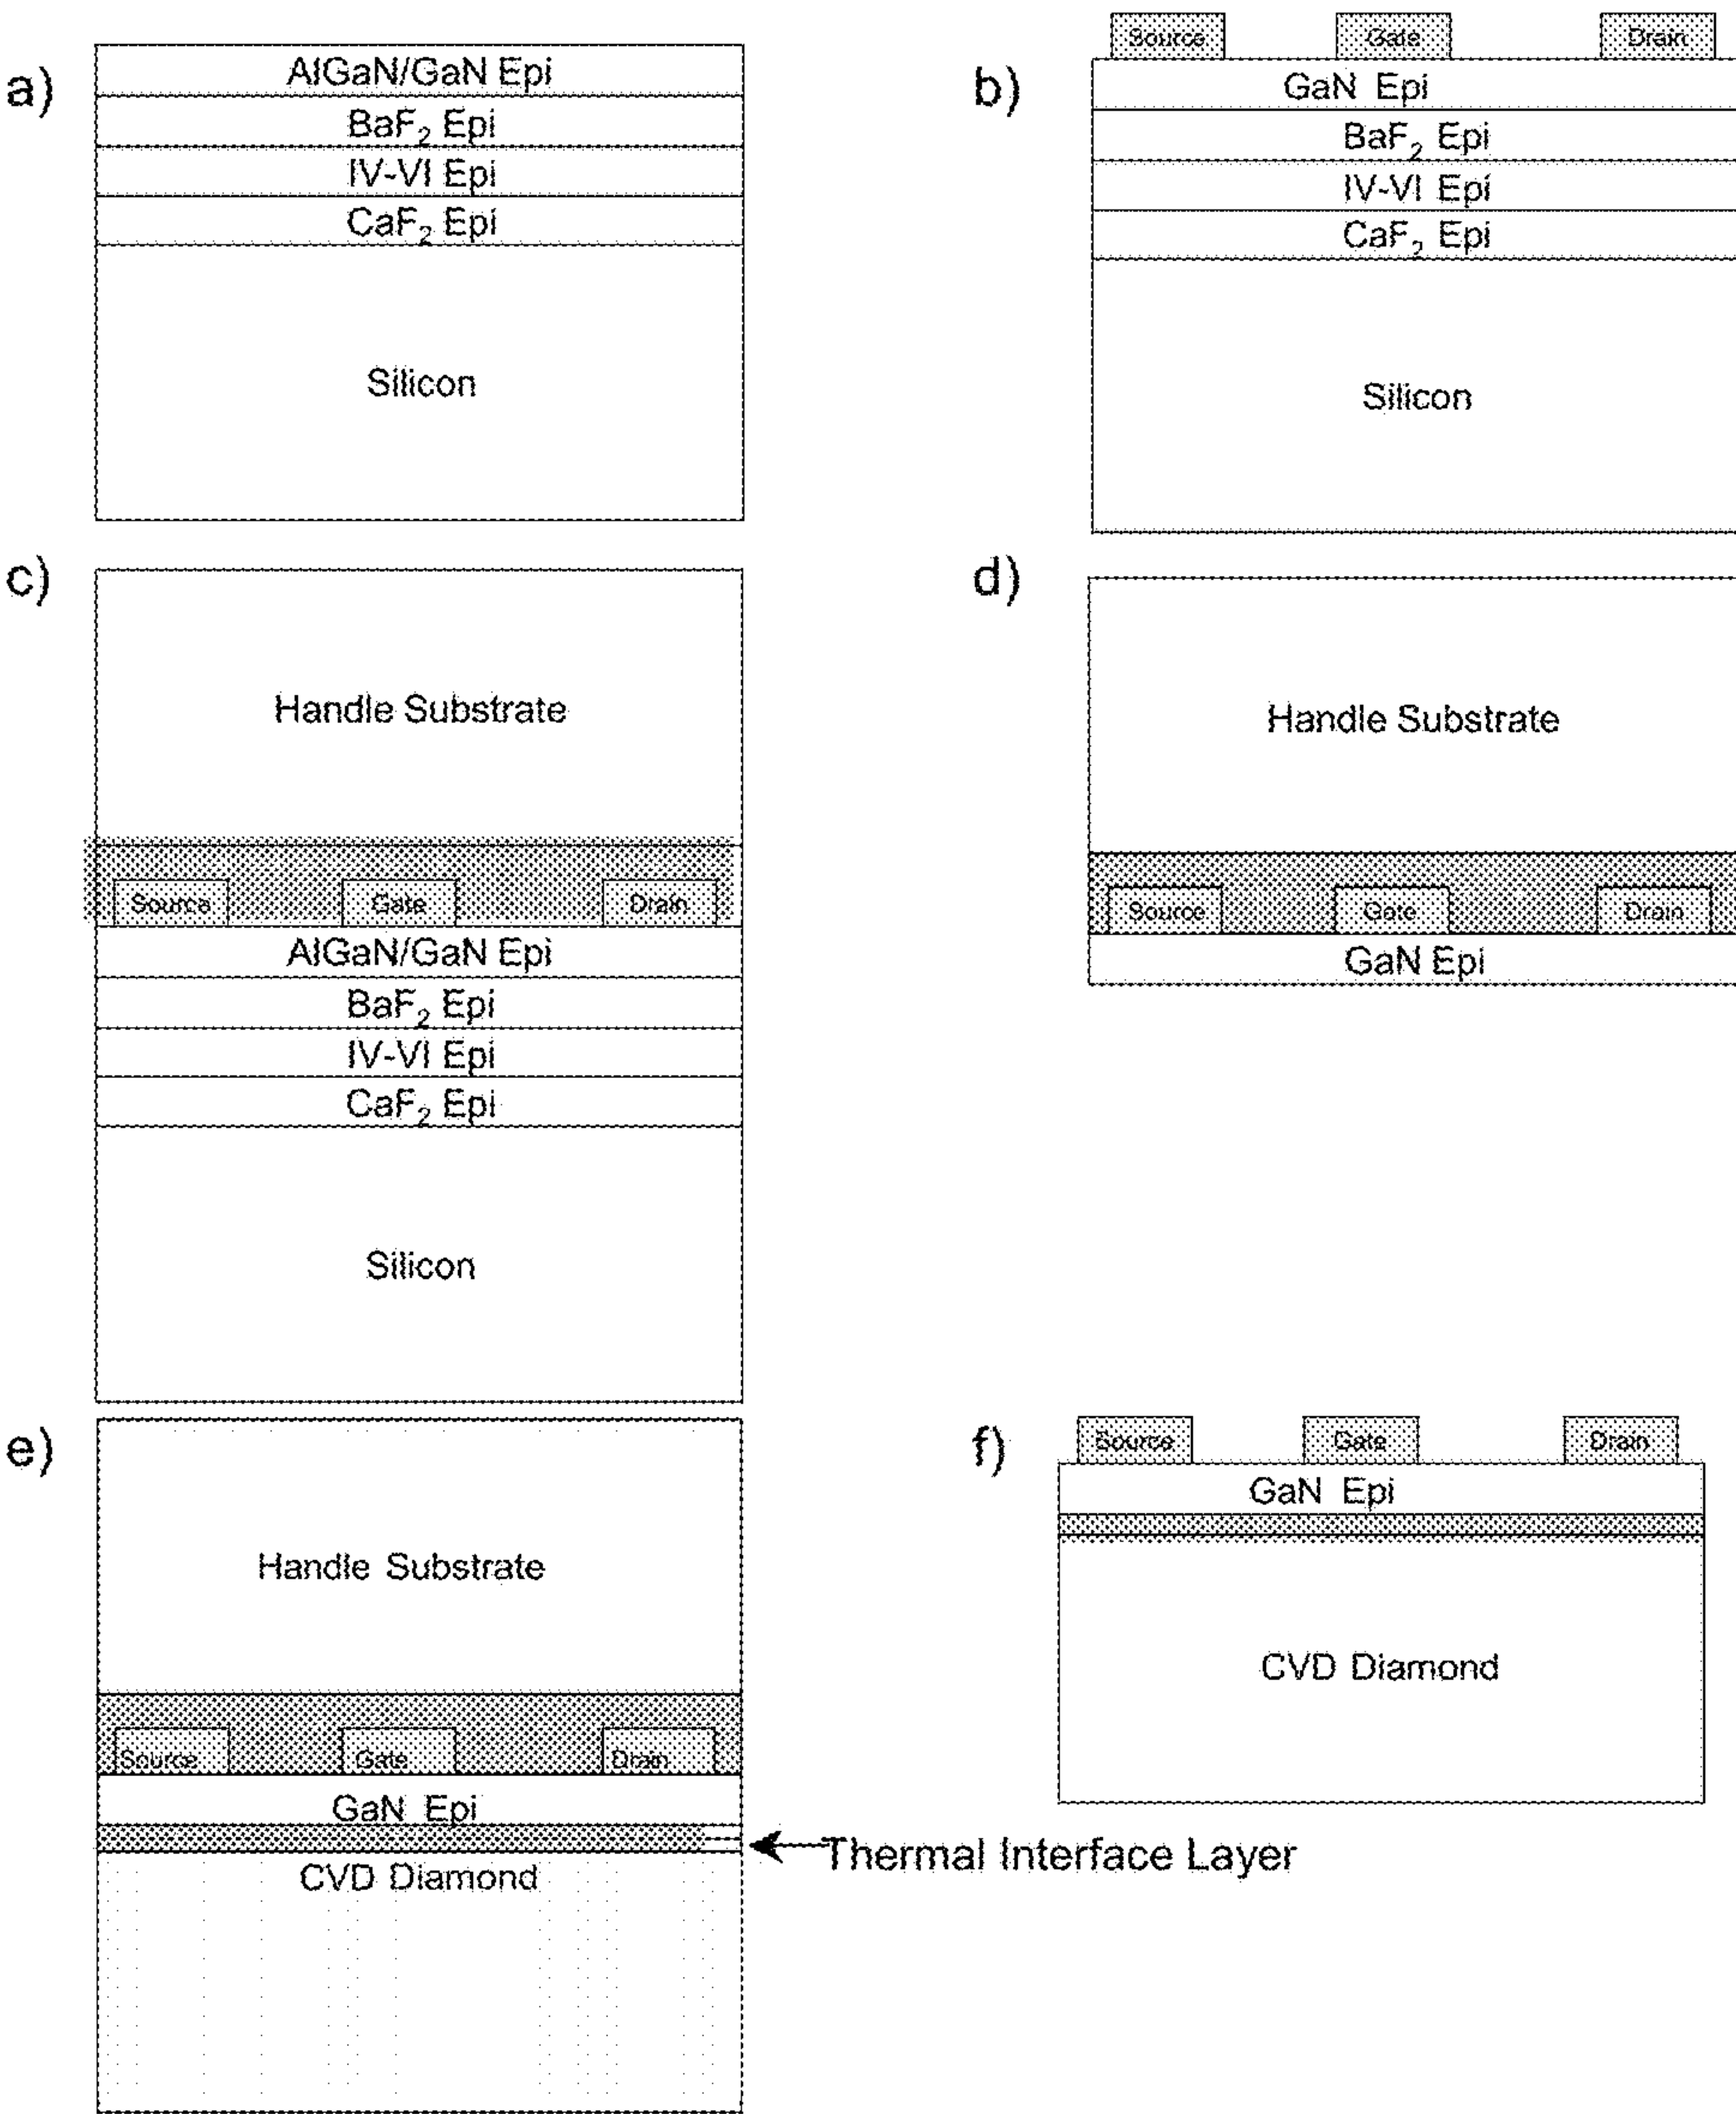 a)
AlGaN/GaN Epi
BaF₂ Epi
IV-VI Epi
CaF₂ Epi
Silicon
b)
Source Gate Drain
GaN Epi
BaF₂ Epi
IV-VI Epi
CaF₂ Epi
Silicon
c)
Handle Substrate
Source Gate Drain
AlGaN/GaN Epi
BaF₂ Epi
IV-VI Epi
CaF₂ Epi
Silicon
d)
Handle Substrate
Source Gate Drain
GaN Epi
e)
Handle Substrate
Source Gate Drain
GaN Epi
Thermal Interface Layer
CVD Diamond
f)
Source Gate Drain
GaN Epi
CVD Diamond